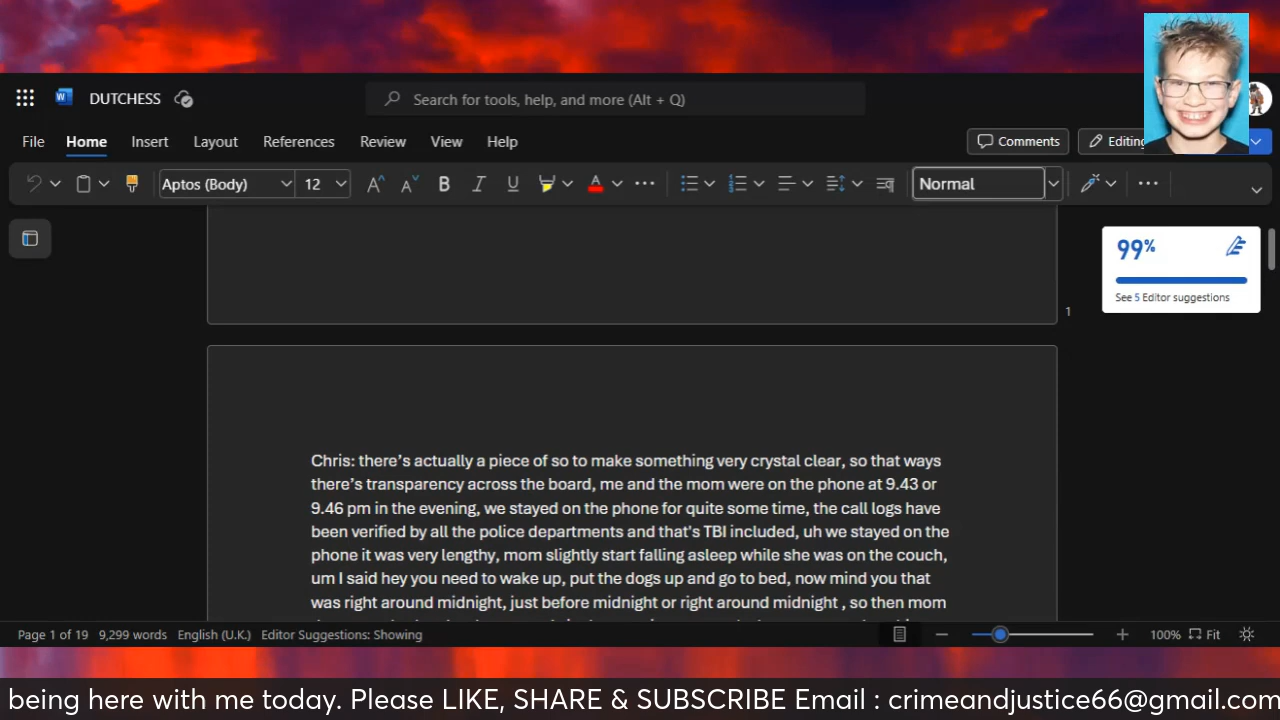 DUTCHESS
Search for tools, help, and more (Alt + Q)
File Home Insert Layout References Review View Help
Comments Editing
Aptos (Body) 12 B I U A Normal
99%
See 5 Editor suggestions
1
Chris: there's actually a piece of so to make something very crystal clear, so that ways
there's transparency across the board, me and the mom were on the phone at 9.43 or
9.46 pm in the evening, we stayed on the phone for quite some time, the call logs have
been verified by all the police departments and that's TBI included, uh we stayed on the
phone it was very lengthy, mom slightly start falling asleep while she was on the couch,
um I said hey you need to wake up, put the dogs up and go to bed, now mind you that
was right around midnight, just before midnight or right around midnight , so then mom
Page 1 of 19 9,299 words English (U.K.) Editor Suggestions: Showing 100% Fit
being here with me today. Please LIKE, SHARE & SUBSCRIBE Email : crimeandjustice66@gmail.com